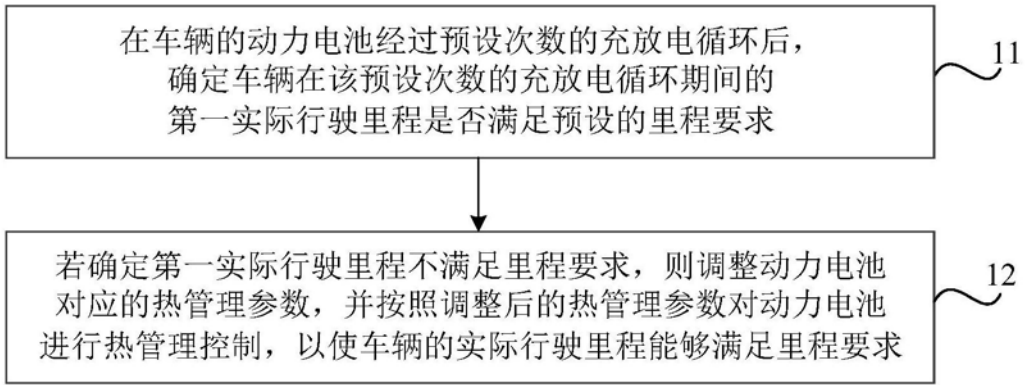 在车辆的动力电池经过预设次数的充放电循环后，
确定车辆在该预设次数的充放电循环期间的
第一实际行驶里程是否满足预设的里程要求
11
若确定第一实际行驶里程不满足里程要求，则调整动力电池
对应的热管理参数，并按照调整后的热管理参数对动力电池
进行热管理控制，以使车辆的实际行驶里程能够满足里程要求
12